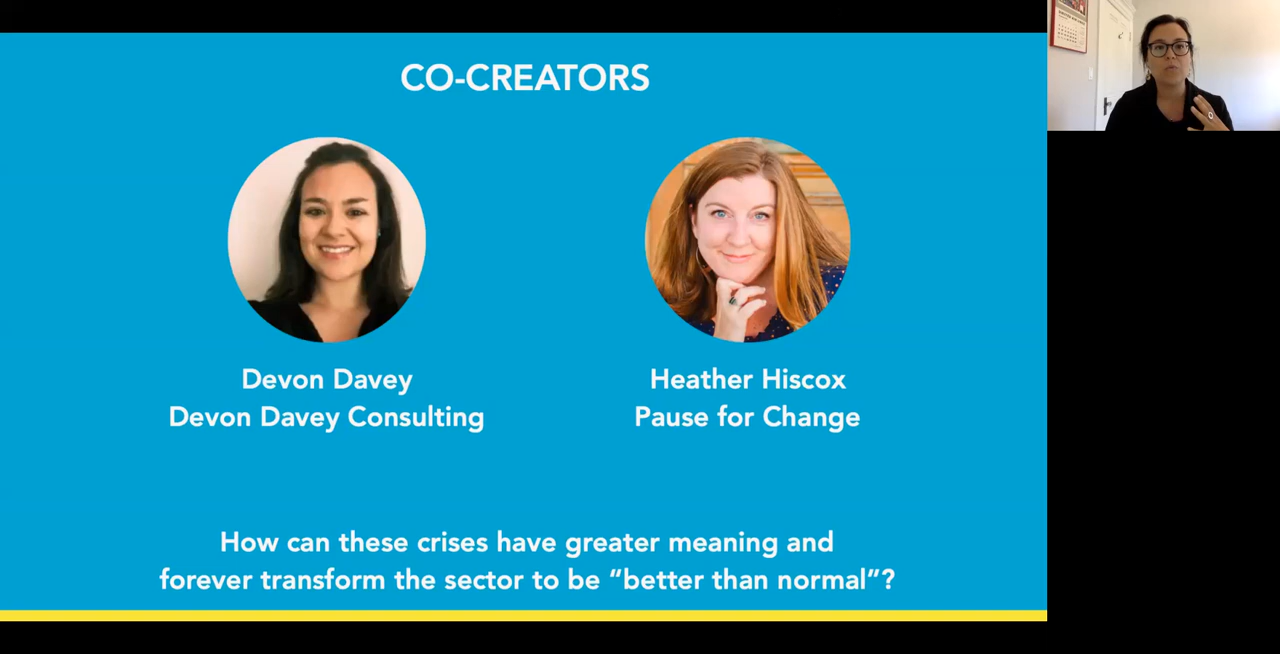 CO-CREATORS
Devon Davey
Devon Davey Consulting
Heather Hiscox
Pause for Change
How can these crises have greater meaning and
forever transform the sector to be “better than normal”?